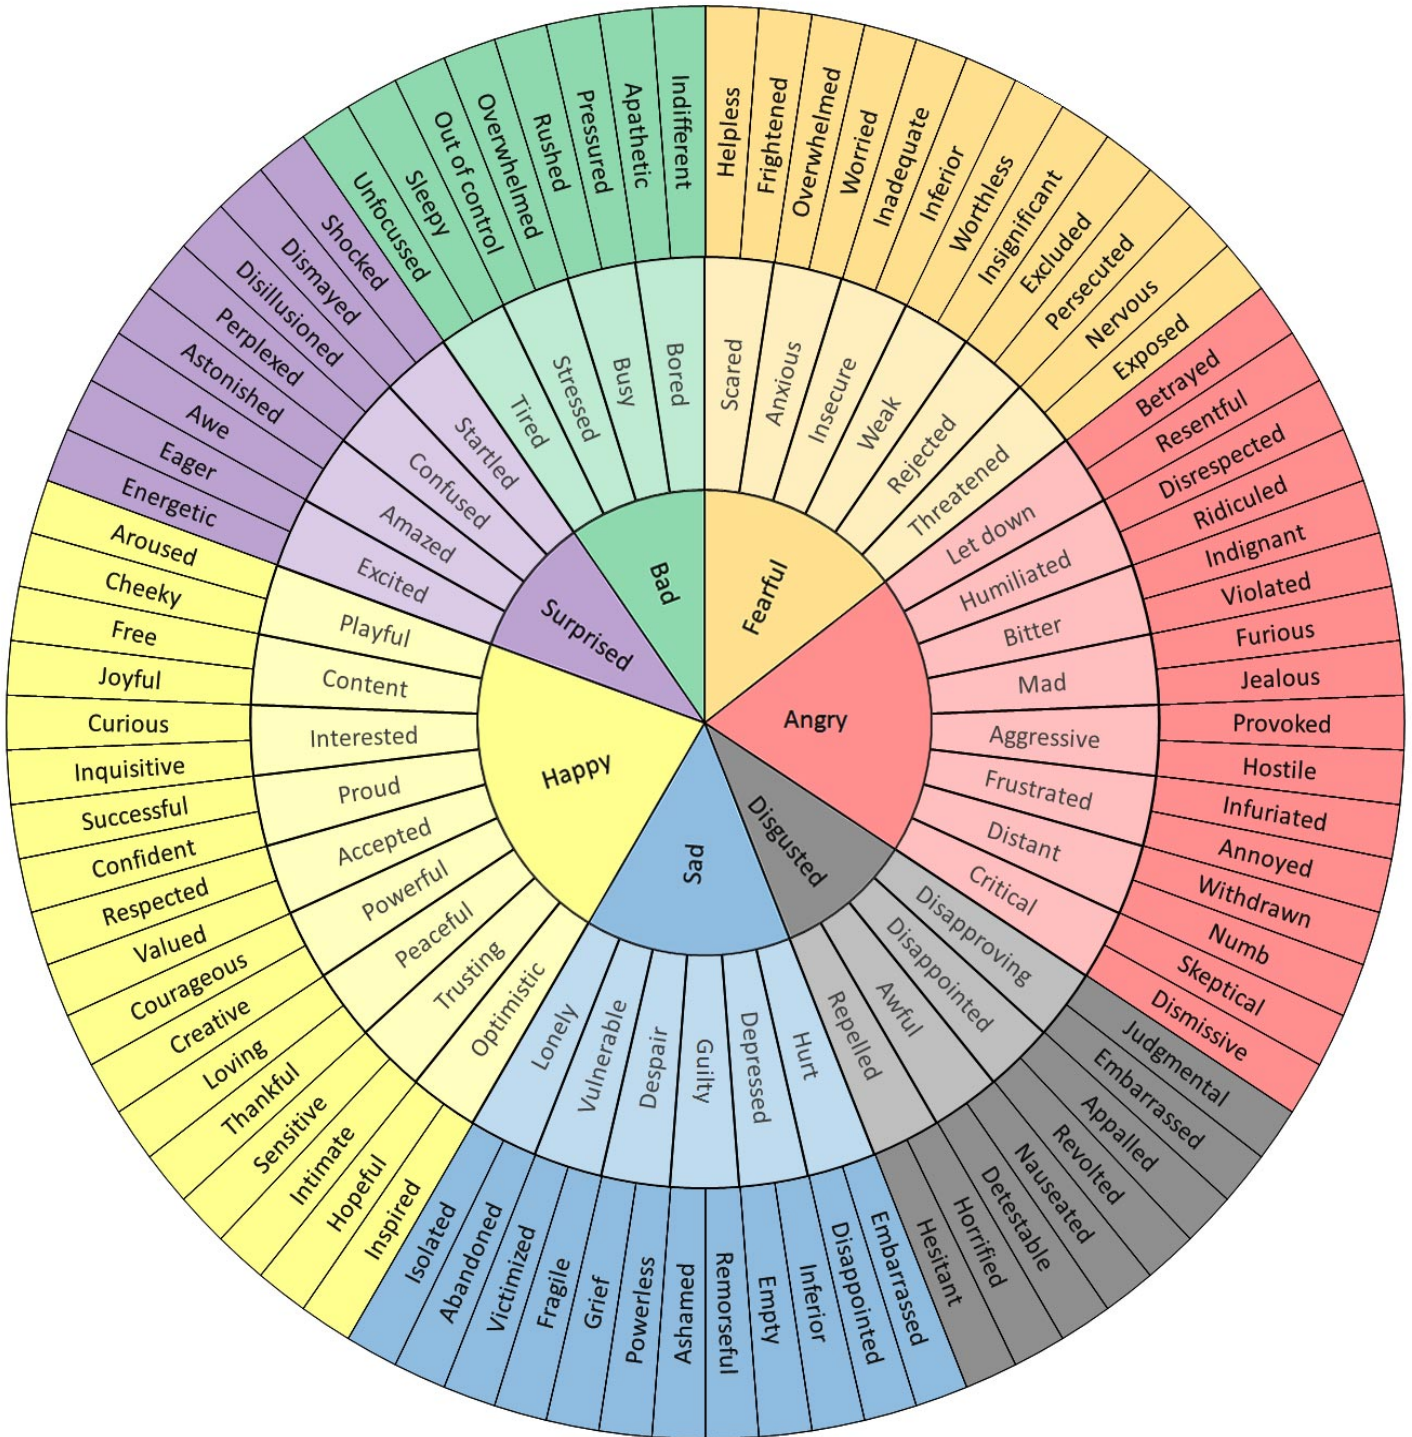 Fearful
Angry
Disgusted
Sad
Happy
Surprised
Bad
Scared
Anxious
Insecure
Weak
Rejected
Threatened
Let down
Humiliated
Bitter
Mad
Aggressive
Frustrated
Distant
Critical
Disapproving
Disappointed
Awful
Repelled
Hurt
Depressed
Guilty
Despair
Vulnerable
Lonely
Optimistic
Trusting
Peaceful
Powerful
Accepted
Proud
Interested
Content
Playful
Excited
Amazed
Confused
Startled
Tired
Stressed
Busy
Bored
Helpless
Frightened
Overwhelmed
Worried
Inadequate
Inferior
Worthless
Insignificant
Excluded
Persecuted
Nervous
Exposed
Betrayed
Resentful
Disrespected
Ridiculed
Indignant
Violated
Furious
Jealous
Provoked
Hostile
Infuriated
Annoyed
Withdrawn
Numb
Skeptical
Dismissive
Judgmental
Embarrassed
Appalled
Revolted
Nauseated
Detestable
Horrified
Hesitant
Embarrassed
Disappointed
Inferior
Empty
Remorseful
Ashamed
Powerless
Grief
Fragile
Victimized
Abandoned
Isolated
Inspired
Hopeful
Intimate
Sensitive
Thankful
Loving
Creative
Courageous
Valued
Respected
Confident
Successful
Inquisitive
Curious
Joyful
Free
Cheeky
Aroused
Energetic
Eager
Awe
Astonished
Perplexed
Disillusioned
Dismayed
Shocked
Unfocussed
Sleepy
Out of control
Overwhelmed
Rushed
Pressured
Apathetic
Indifferent